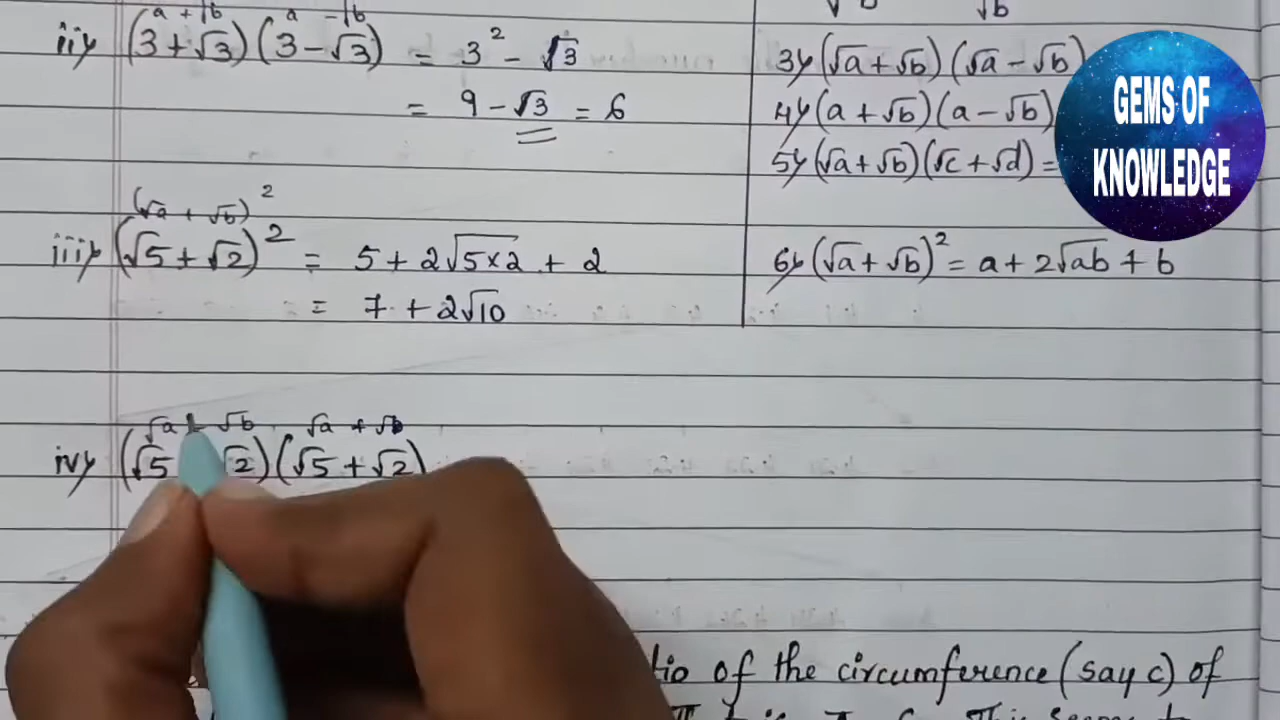 a + √b a - √b
ii) (3 + √3) (3 - √3) = 3² - √3
= 9 - √3 = 6
(√a + √b)²
iii) (√5 + √2)² = 5 + 2√5×2 + 2
= 7 + 2√10
√a √b √a + √b
iv) (√5 √2) (√5 + √2)
√b
3) (√a + √b) (√a - √b)
4) (a + √b) (a - √b)
5) (√a + √b) (√c + √d) =
6) (√a + √b)² = a + 2√ab + b
GEMS OF
KNOWLEDGE
of the circumference (say c) of